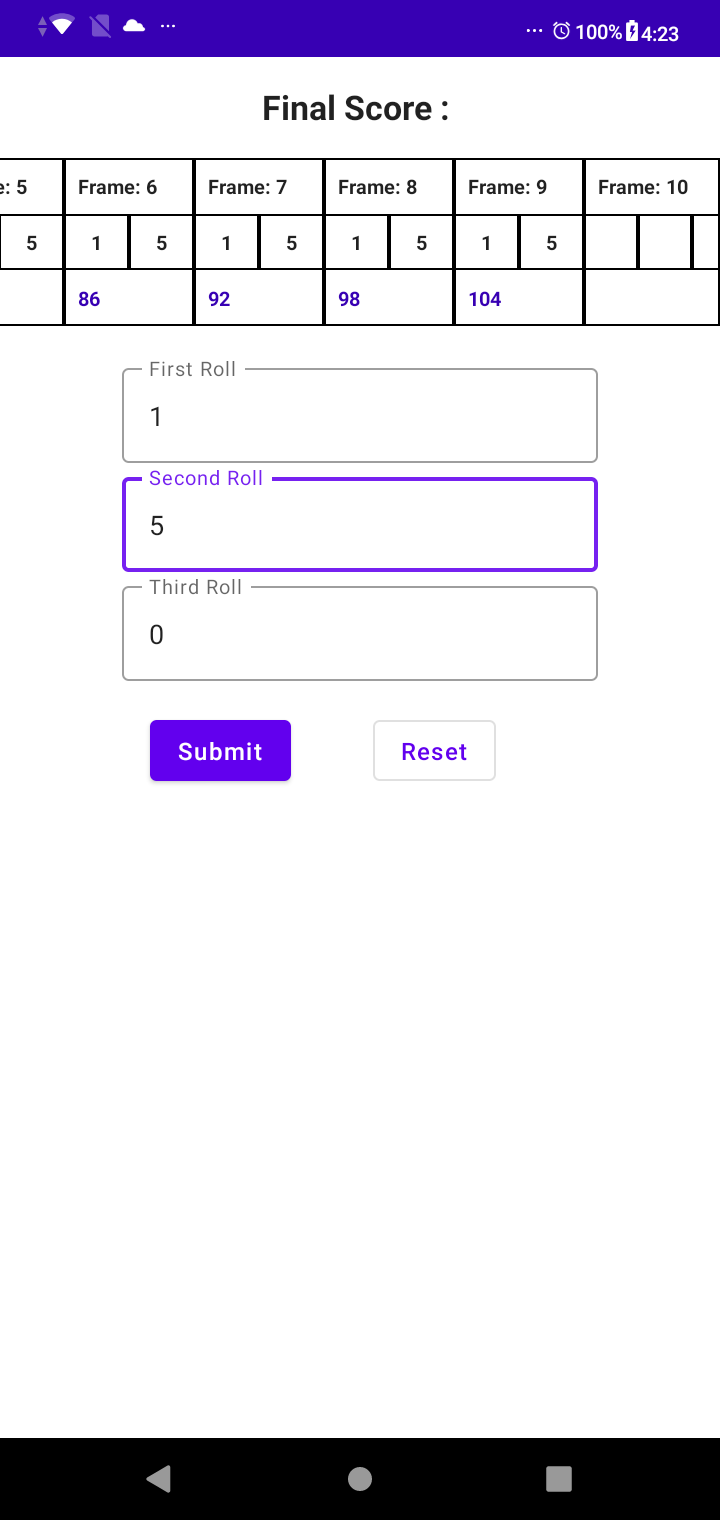 100% 4:23
Final Score :
e: 5 Frame: 6 Frame: 7 Frame: 8 Frame: 9 Frame: 10
5 1 5 1 5 1 5 1 5
86 92 98 104
First Roll
1
Second Roll
5
Third Roll
0
Submit Reset